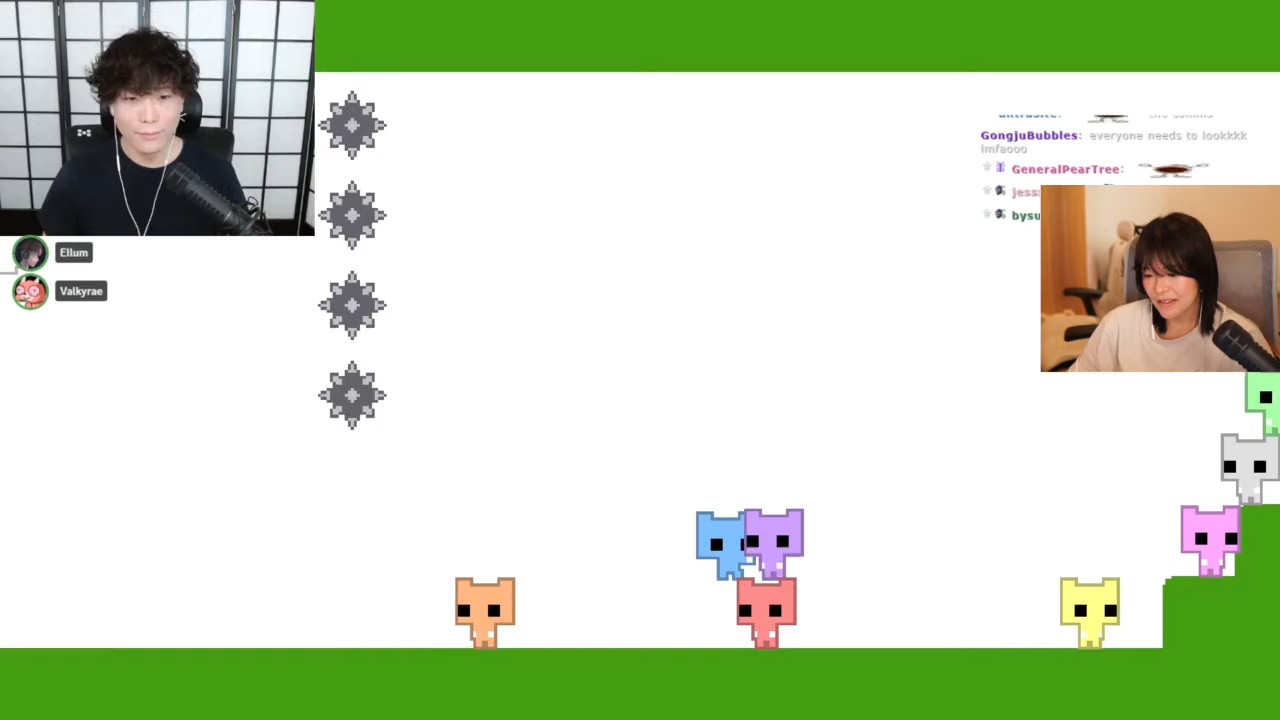 GongjuBubbles: everyone needs to lookkkk
lmfaooo
GeneralPearTree:
Ellum
Valkyrae